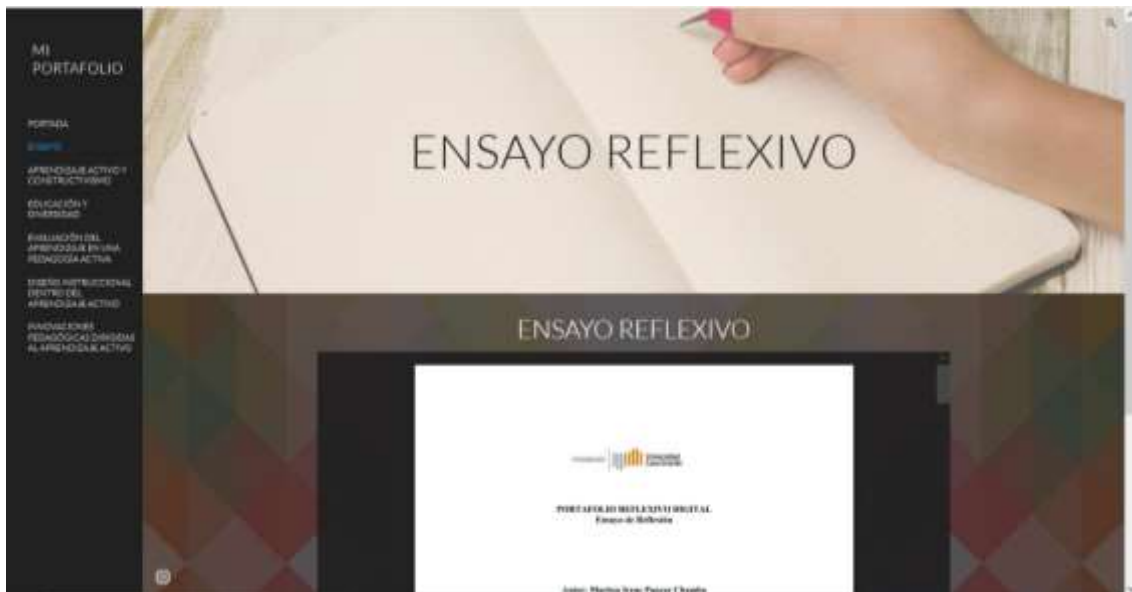 MI
PORTAFOLIO
PORTADA
ENSAYO
APRENDIZAJE ACTIVO Y
CONSTRUCTIVISMO
EDUCACIÓN Y
DIVERSIDAD
EVALUACIÓN DEL
APRENDIZAJE EN UNA
PEDAGOGÍA ACTIVA
DISEÑO INSTRUCCIONAL
DENTRO DEL
APRENDIZAJE ACTIVO
INNOVACIONES
PEDAGÓGICAS DIRIGIDAS
AL APRENDIZAJE ACTIVO
ENSAYO REFLEXIVO
ENSAYO REFLEXIVO
PORTAFOLIO REFLEXIVO DIGITAL
Ensayo de Reflexión